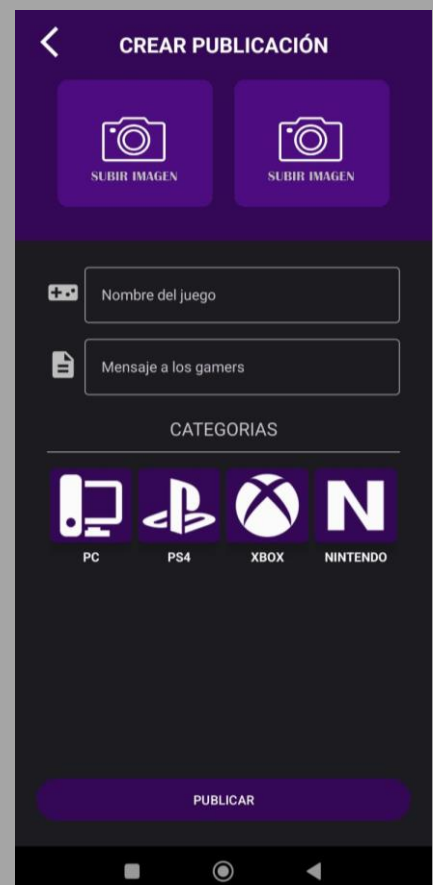 CREAR PUBLICACIÓN
SUBIR IMAGEN SUBIR IMAGEN
Nombre del juego
Mensaje a los gamers
CATEGORIAS
N
PC PS4 XBOX NINTENDO
PUBLICAR